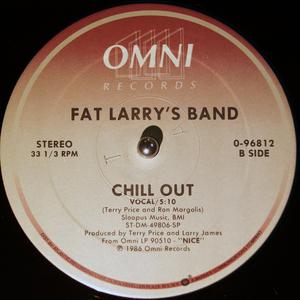 OMNI
RECORDS
FAT LARRY'S BAND
STEREO
33 1/3 RPM
0-96812
B SIDE
CHILL OUT
VOCAL/5:10
(Terry Price and Ron Margolis)
Sloopus Music, BMI
ST-DM-49806-SP
Produced by Terry Price and Larry James
From Omni LP 90510 - "NICE"
℗ 1986 Omni Records